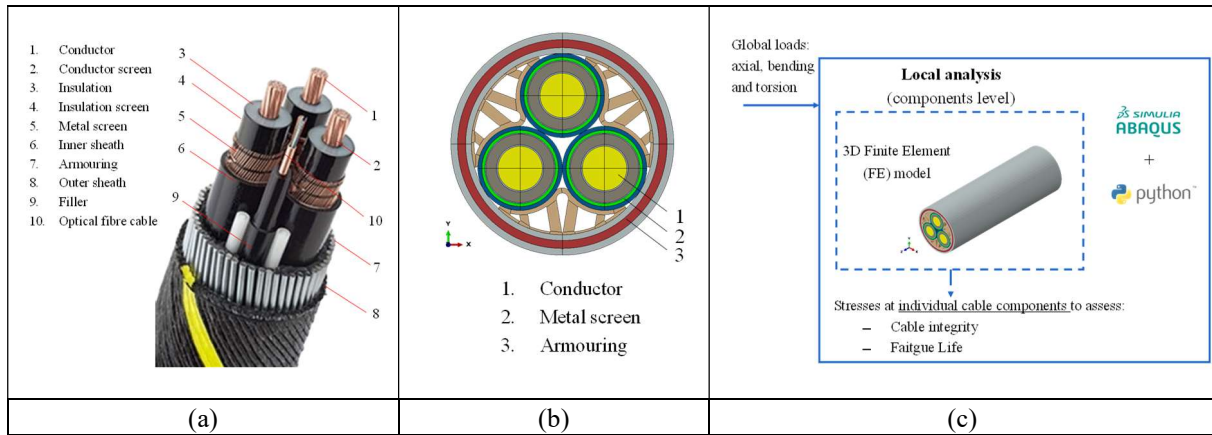 1. Conductor
2. Conductor screen
3. Insulation
4. Insulation screen
5. Metal screen
6. Inner sheath
7. Armouring
8. Outer sheath
9. Filler
10. Optical fibre cable
3
4
5
6
9
1
2
10
7
8
(a)
Y
X
1
2
3
1. Conductor
2. Metal screen
3. Armouring
(b)
Global loads:
axial, bending
and torsion
Local analysis
(components level)
3D Finite Element
(FE) model
SIMULIA
ABAQUS
+
python™
Stresses at individual cable components to assess:
– Cable integrity
– Faitgue Life
(c)